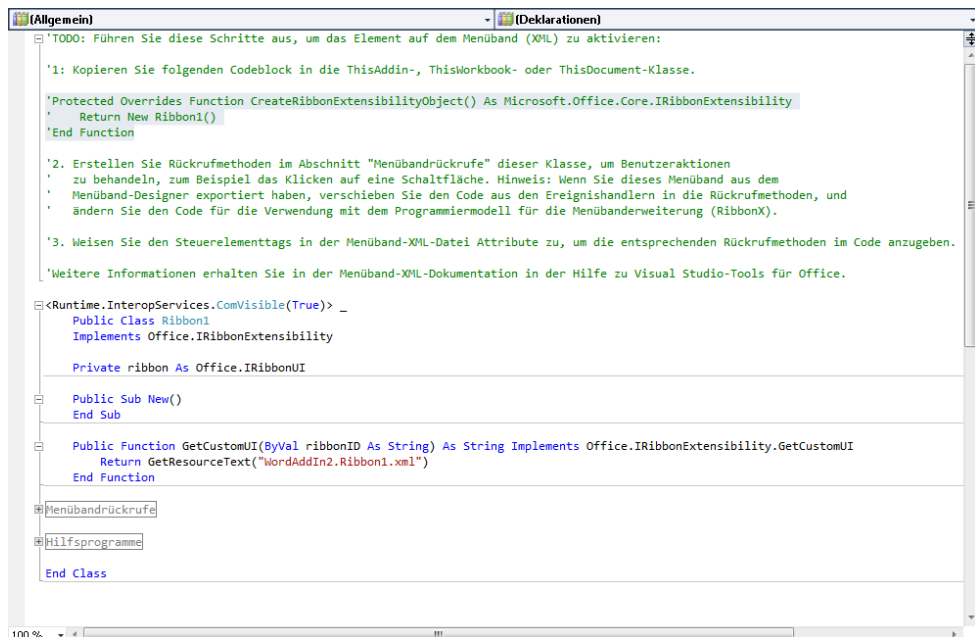 (Allgemein) (Deklarationen)
'TODO: Führen Sie diese Schritte aus, um das Element auf dem Menüband (XML) zu aktivieren:
'1: Kopieren Sie folgenden Codeblock in die ThisAddin-, ThisWorkbook- oder ThisDocument-Klasse.
'Protected Overrides Function CreateRibbonExtensibilityObject() As Microsoft.Office.Core.IRibbonExtensibility
'    Return New Ribbon1()
'End Function
'2. Erstellen Sie Rückrufmethoden im Abschnitt "Menübandrückrufe" dieser Klasse, um Benutzeraktionen
'   zu behandeln, zum Beispiel das Klicken auf eine Schaltfläche. Hinweis: Wenn Sie dieses Menüband aus dem
'   Menüband-Designer exportiert haben, verschieben Sie den Code aus den Ereignishandlern in die Rückrufmethoden, und
'   ändern Sie den Code für die Verwendung mit dem Programmiermodell für die Menübanderweiterung (RibbonX).
'3. Weisen Sie den Steuerelementtags in der Menüband-XML-Datei Attribute zu, um die entsprechenden Rückrufmethoden im Code anzugeben.
'Weitere Informationen erhalten Sie in der Menüband-XML-Dokumentation in der Hilfe zu Visual Studio-Tools für Office.
<Runtime.InteropServices.ComVisible(True)> _
Public Class Ribbon1
Implements Office.IRibbonExtensibility
Private ribbon As Office.IRibbonUI
Public Sub New()
End Sub
Public Function GetCustomUI(ByVal ribbonID As String) As String Implements Office.IRibbonExtensibility.GetCustomUI
Return GetResourceText("WordAddIn2.Ribbon1.xml")
End Function
Menübandrückrufe
Hilfsprogramme
End Class
100 %